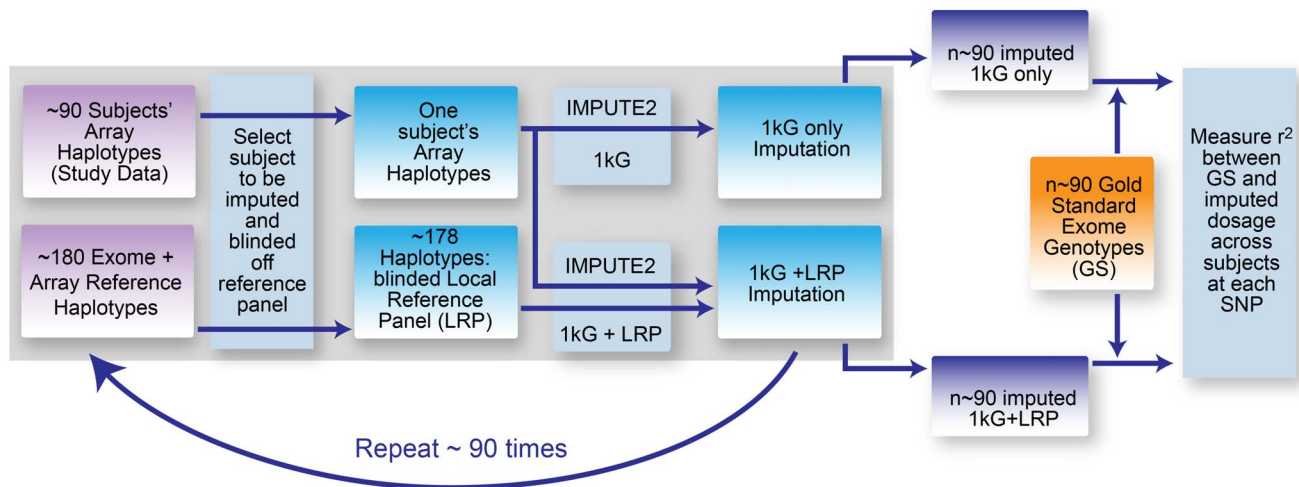 ~90 Subjects'
Array
Haplotypes
(Study Data)
~180 Exome +
Array Reference
Haplotypes
Select
subject
to be
imputed
and
blinded
off
reference
panel
One
subject's
Array
Haplotypes
~178
Haplotypes:
blinded Local
Reference
Panel (LRP)
IMPUTE2
1kG
IMPUTE2
1kG + LRP
1kG only
Imputation
1kG +LRP
Imputation
Repeat ~ 90 times
n~90 imputed
1kG only
n~90 Gold
Standard
Exome
Genotypes
(GS)
n~90 imputed
1kG+LRP
Measure r²
between
GS and
imputed
dosage
across
subjects
at each
SNP